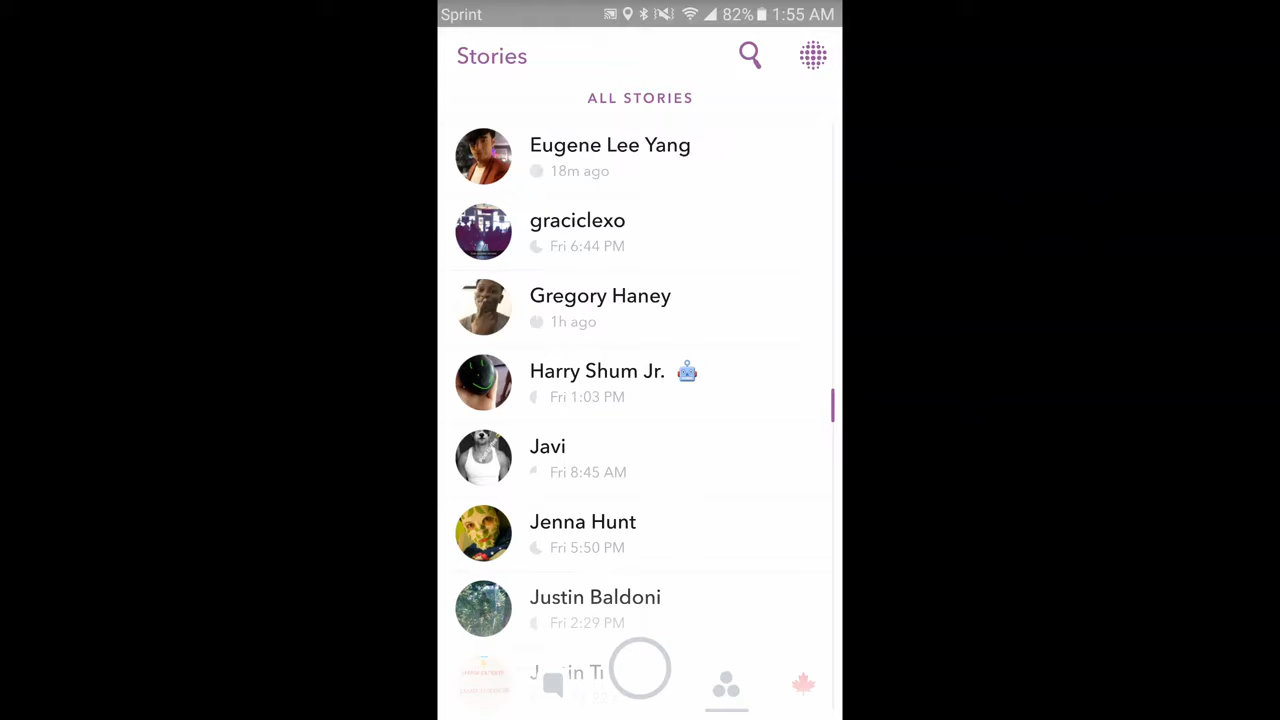 Sprint 82% 1:55 AM
Stories
ALL STORIES
Eugene Lee Yang
18m ago
graciclexo
Fri 6:44 PM
Gregory Haney
1h ago
Harry Shum Jr.
Fri 1:03 PM
Javi
Fri 8:45 AM
Jenna Hunt
Fri 5:50 PM
Justin Baldoni
Fri 2:29 PM